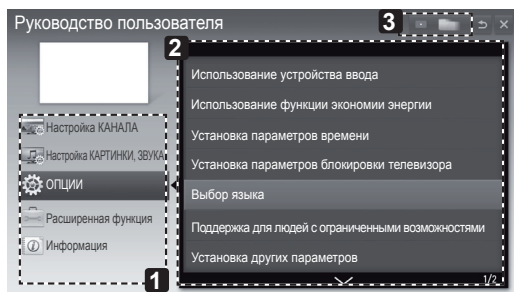 Руководство пользователя
3
2
Настройка КАНАЛА
Настройка КАРТИНКИ, ЗВУКА
ОПЦИИ
Расширенная функция
Информация
1
Использование устройства ввода
Использование функции экономии энергии
Установка параметров времени
Установка параметров блокировки телевизора
Выбор языка
Поддержка для людей с ограниченными возможностями
Установка других параметров
1/2